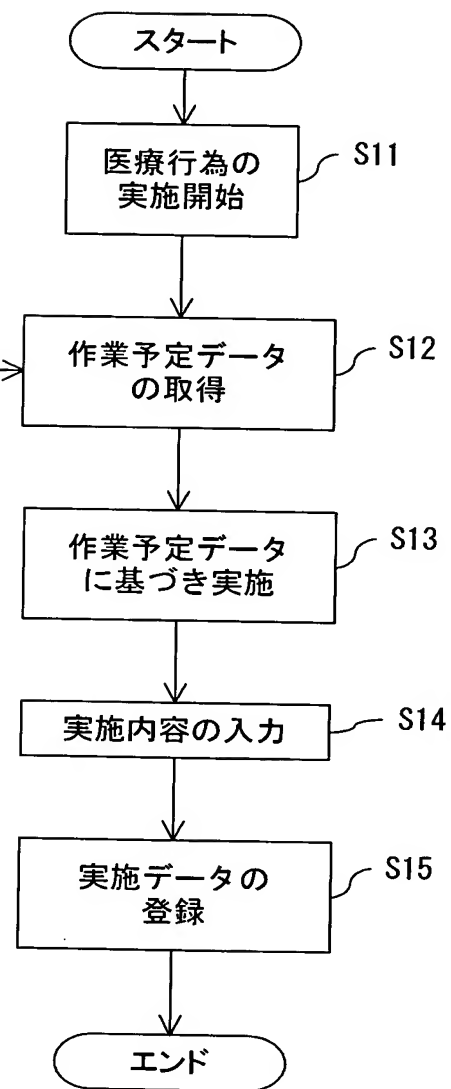 スタート
医療行為の
実施開始
S11
作業予定データ
の取得
S12
作業予定データ
に基づき実施
S13
実施内容の入力
S14
実施データの
登録
S15
エンド